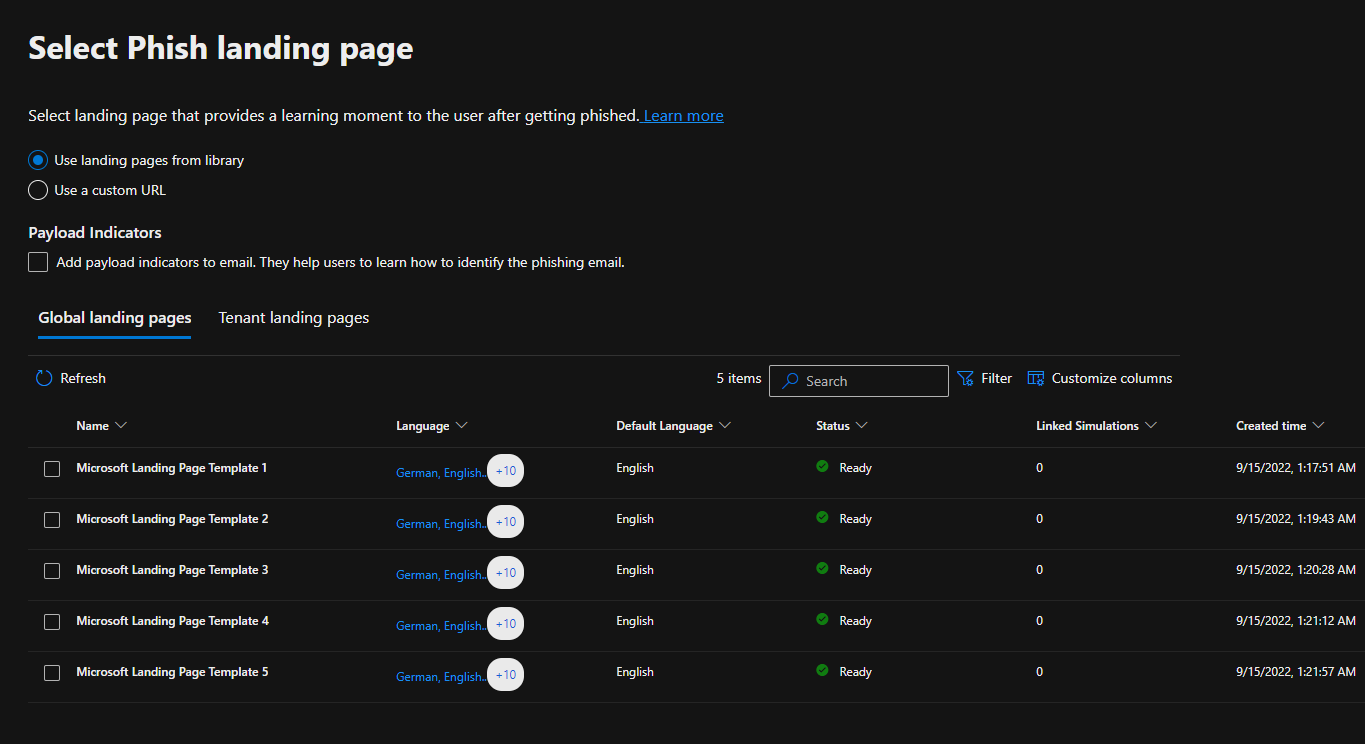 Select Phish landing page
Select landing page that provides a learning moment to the user after getting phished. Learn more
Use landing pages from library
Use a custom URL
Payload Indicators
Add payload indicators to email. They help users to learn how to identify the phishing email.
Global landing pages Tenant landing pages
Refresh 5 items Search Filter Customize columns
Name Language Default Language Status Linked Simulations Created time
Microsoft Landing Page Template 1 German, English.. +10 English Ready 0 9/15/2022, 1:17:51 AM
Microsoft Landing Page Template 2 German, English.. +10 English Ready 0 9/15/2022, 1:19:43 AM
Microsoft Landing Page Template 3 German, English.. +10 English Ready 0 9/15/2022, 1:20:28 AM
Microsoft Landing Page Template 4 German, English.. +10 English Ready 0 9/15/2022, 1:21:12 AM
Microsoft Landing Page Template 5 German, English.. +10 English Ready 0 9/15/2022, 1:21:57 AM